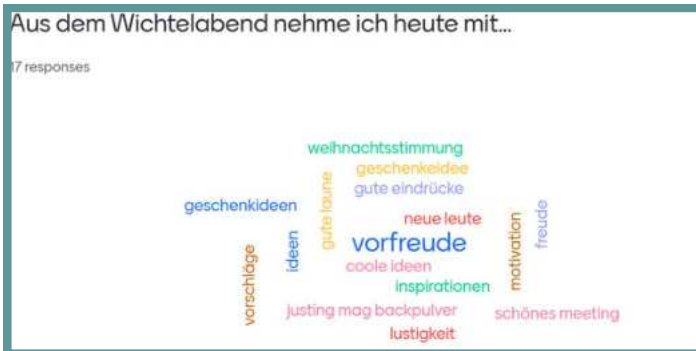 Aus dem Wichtelabend nehme ich heute mit...
17 responses
weihnachtsstimmung
geschenkeidee
gute eindrücke
geschenkideen
gute laune
neue leute
freude
ideen
vorfreude
motivation
vorschläge
coole ideen
inspirationen
justing mag backpulver
schönes meeting
lustigkeit